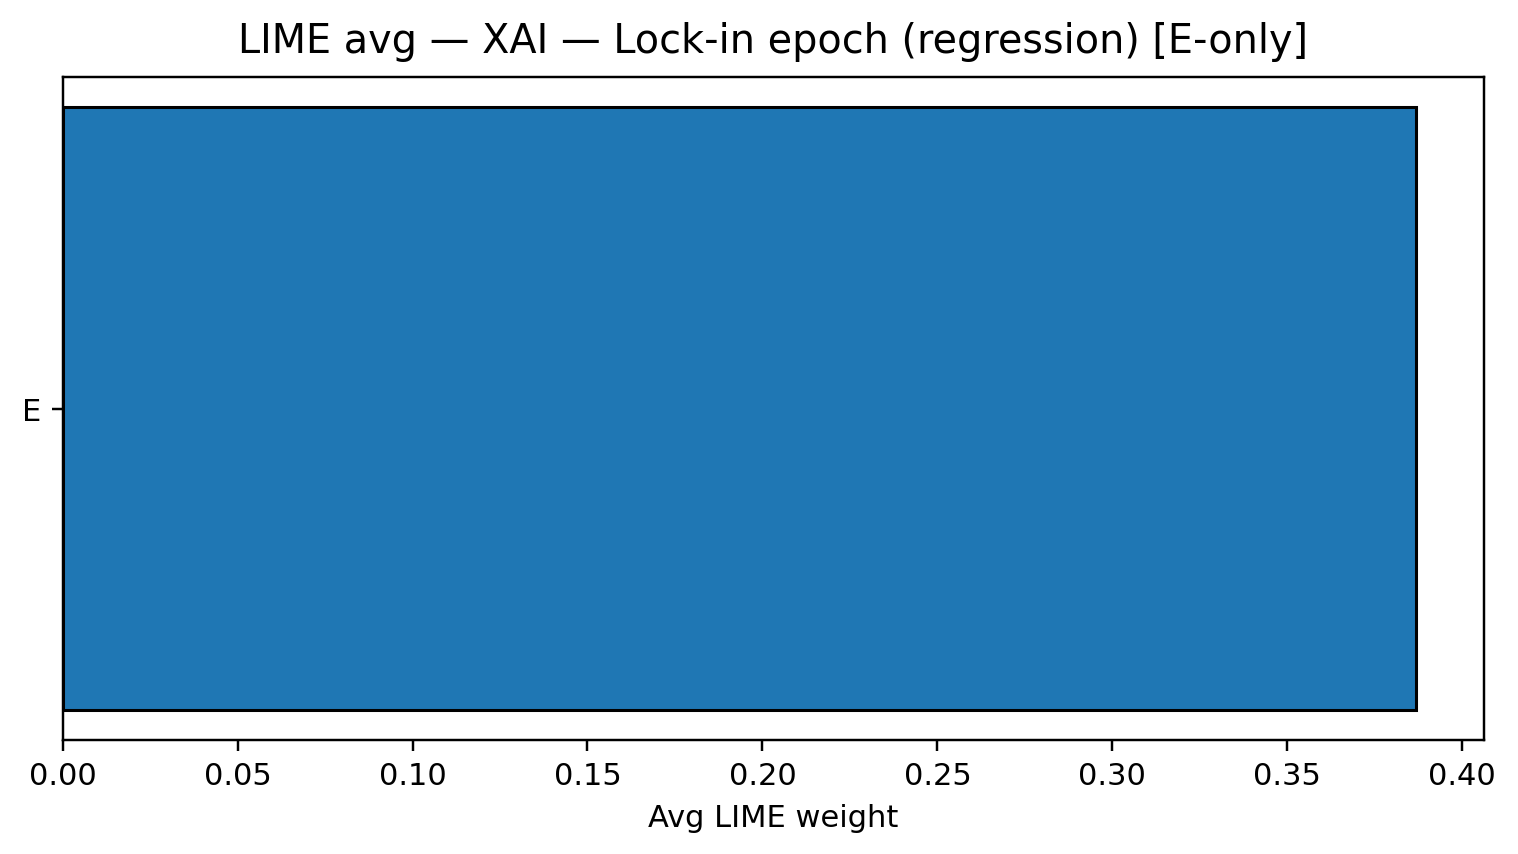 LIME avg — XAI — Lock-in epoch (regression) [E-only]
E
0.00 0.05 0.10 0.15 0.20 0.25 0.30 0.35 0.40
Avg LIME weight